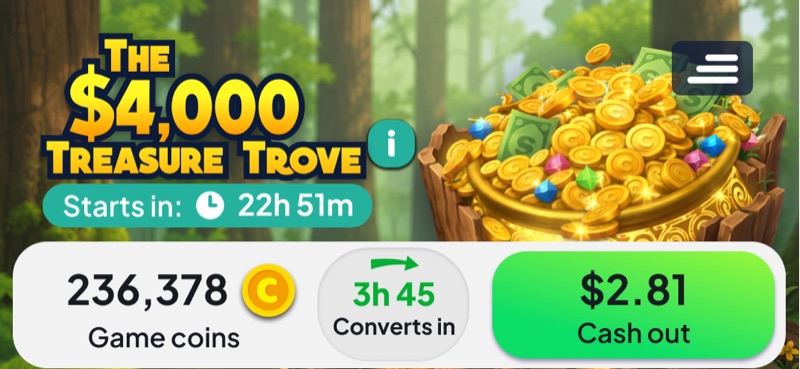 THE
$4,000
TREASURE TROVE
i
Starts in: 22h 51m
236,378 C
Game coins
3h 45
Converts in
$2.81
Cash out